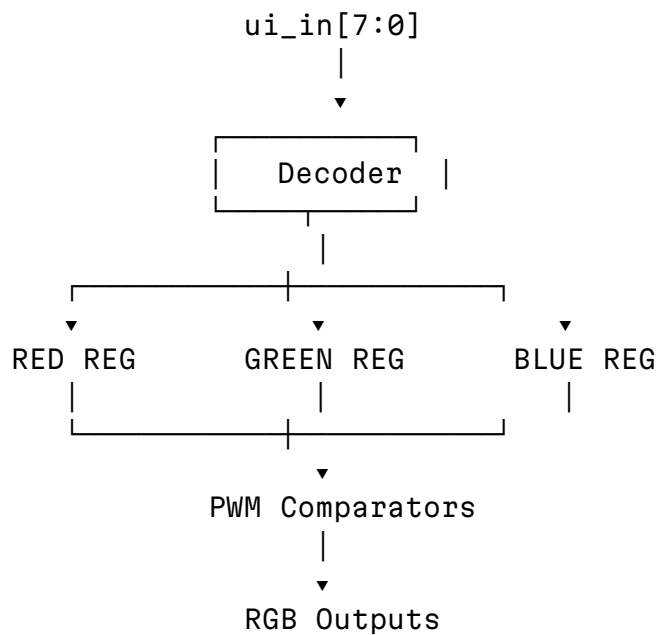 ui_in[7:0]
Decoder
RED REG GREEN REG BLUE REG
PWM Comparators
RGB Outputs